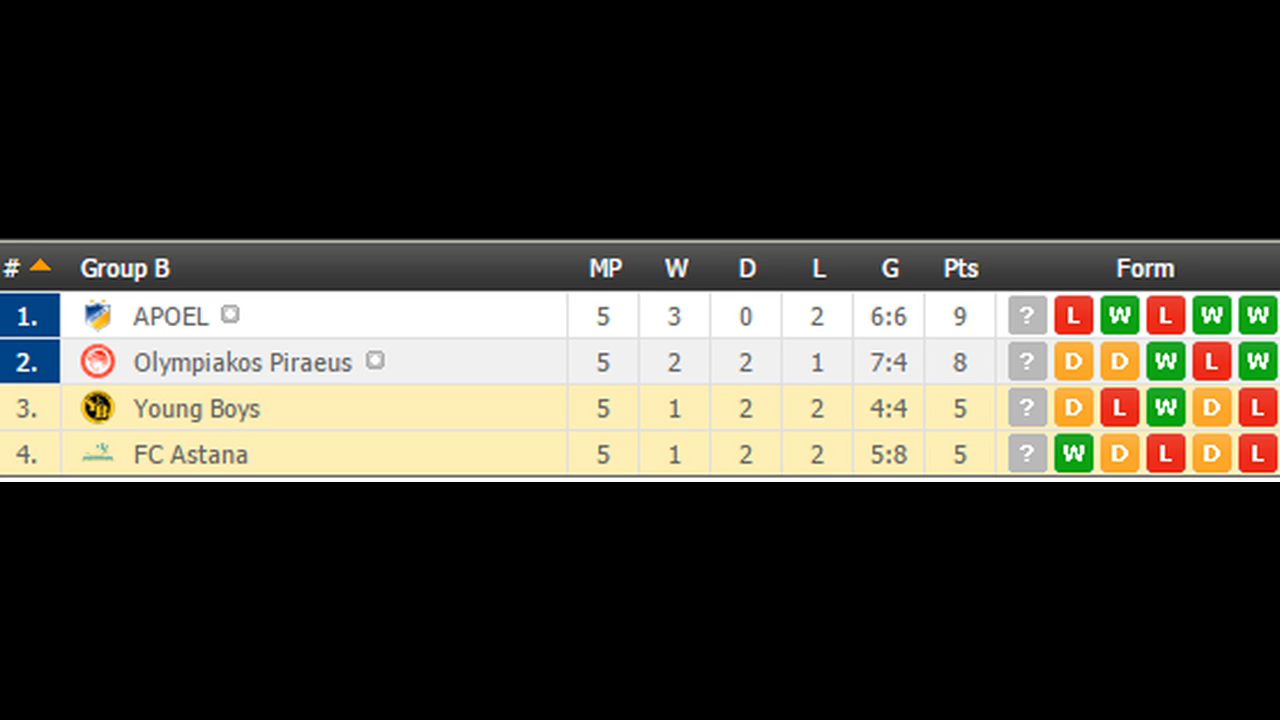 # Group B MP W D L G Pts Form
1. APOEL 5 3 0 2 6:6 9 ? L W L W W
2. Olympiakos Piraeus 5 2 2 1 7:4 8 ? D D W L W
3. Young Boys 5 1 2 2 4:4 5 ? D L W D L
4. FC Astana 5 1 2 2 5:8 5 ? W D L D L